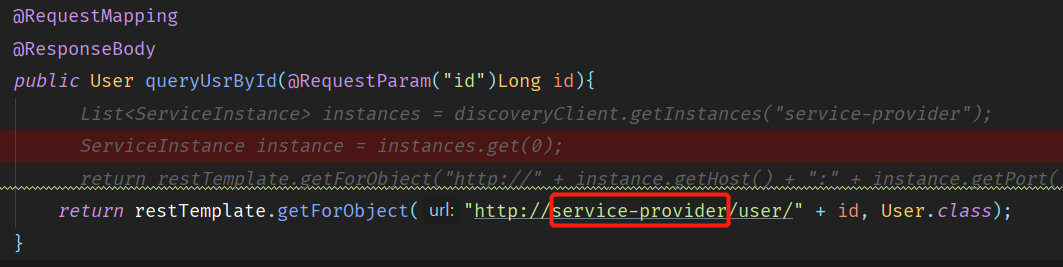 @RequestMapping
@ResponseBody
public User queryUsrById(@RequestParam("id")Long id){
List<ServiceInstance> instances = discoveryClient.getInstances("service-provider");
ServiceInstance instance = instances.get(0);
return restTemplate.getForObject("http://" + instance.getHost() + ":" + instance.getPort(
return restTemplate.getForObject( url: "http://service-provider/user/" + id, User.class);
}